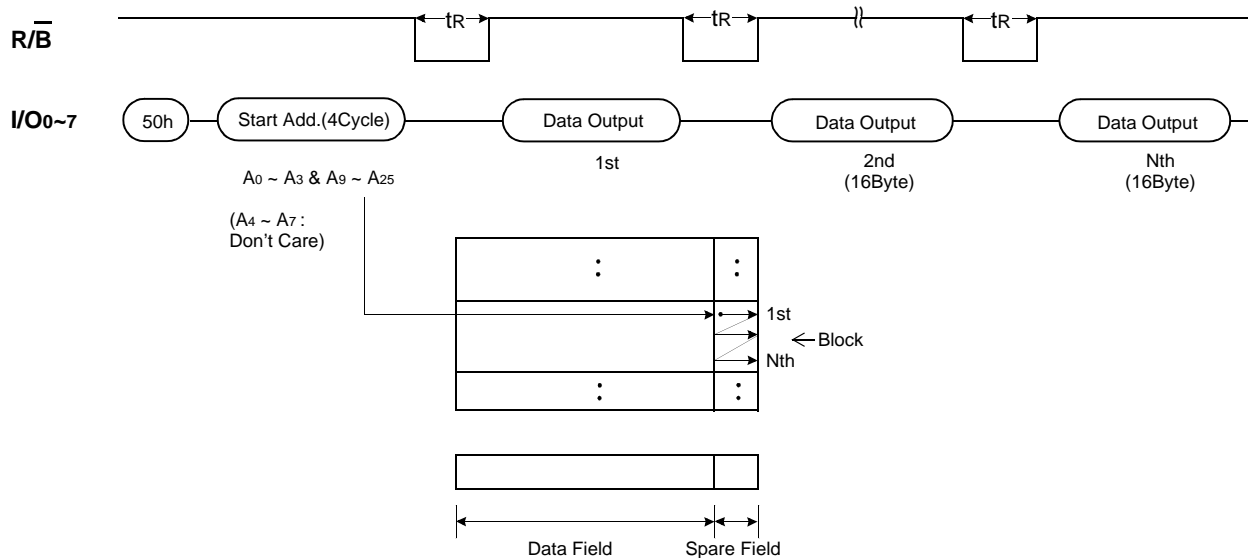 R/B
tR
tR
tR
I/O0~7
50h
Start Add.(4Cycle)
Data Output
Data Output
Data Output
1st
2nd
(16Byte)
Nth
(16Byte)
A0 ~ A3 & A9 ~ A25
(A4 ~ A7 :
Don't Care)
1st
Block
Nth
Data Field
Spare Field